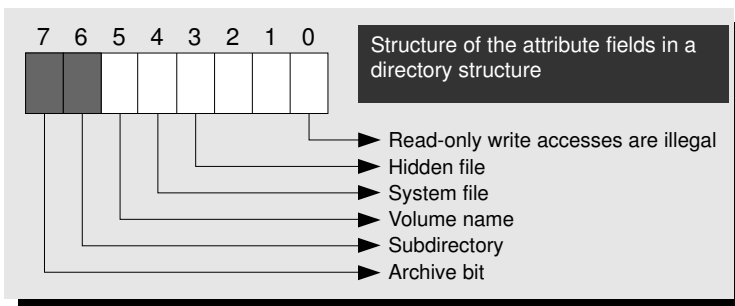 7 6 5 4 3 2 1 0
Structure of the attribute fields in a
directory structure
Read-only write accesses are illegal
Hidden file
System file
Volume name
Subdirectory
Archive bit